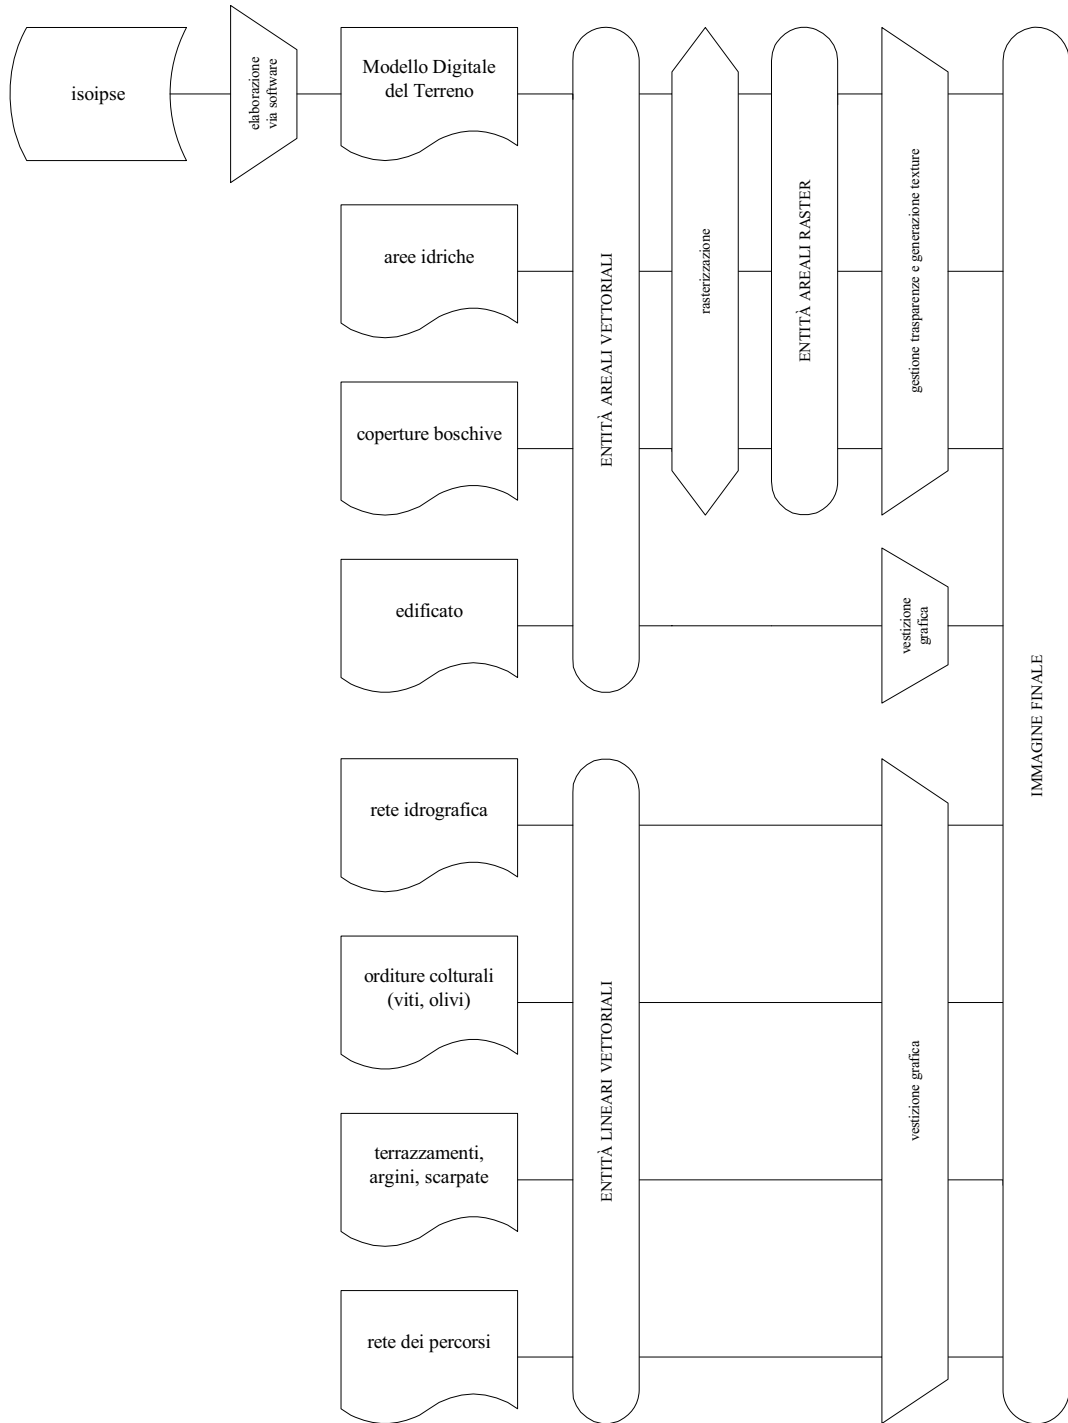 isoipse
elaborazione
via software
Modello Digitale
del Terreno
aree idriche
coperture boschive
edificato
rete idrografica
orditure colturali
(viti, olivi)
terrazzamenti,
argini, scarpate
rete dei percorsi
ENTITÀ AREALI VETTORIALI
ENTITÀ LINEARI VETTORIALI
rasterizzazione
ENTITÀ AREALI RASTER
gestione trasparenze e generazione texture
vestizione
grafica
vestizione grafica
IMMAGINE FINALE